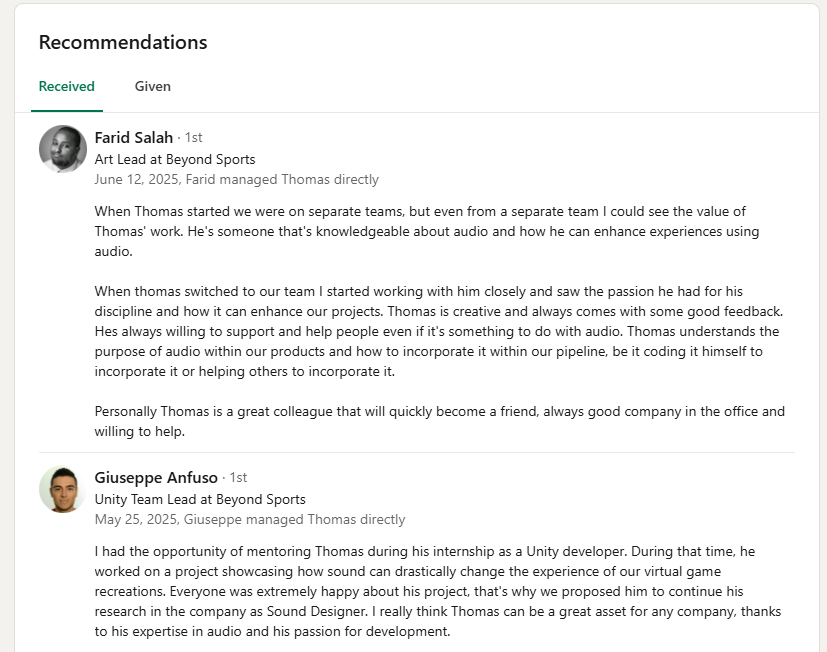 Recommendations
Received
Given
Farid Salah · 1st
Art Lead at Beyond Sports
June 12, 2025, Farid managed Thomas directly
When Thomas started we were on separate teams, but even from a separate team I could see the value of
Thomas' work. He's someone that's knowledgeable about audio and how he can enhance experiences using
audio.
When thomas switched to our team I started working with him closely and saw the passion he had for his
discipline and how it can enhance our projects. Thomas is creative and always comes with some good feedback.
Hes always willing to support and help people even if it's something to do with audio. Thomas understands the
purpose of audio within our products and how to incorporate it within our pipeline, be it coding it himself to
incorporate it or helping others to incorporate it.
Personally Thomas is a great colleague that will quickly become a friend, always good company in the office and
willing to help.
Giuseppe Anfuso · 1st
Unity Team Lead at Beyond Sports
May 25, 2025, Giuseppe managed Thomas directly
I had the opportunity of mentoring Thomas during his internship as a Unity developer. During that time, he
worked on a project showcasing how sound can drastically change the experience of our virtual game
recreations. Everyone was extremely happy about his project, that's why we proposed him to continue his
research in the company as Sound Designer. I really think Thomas can be a great asset for any company, thanks
to his expertise in audio and his passion for development.